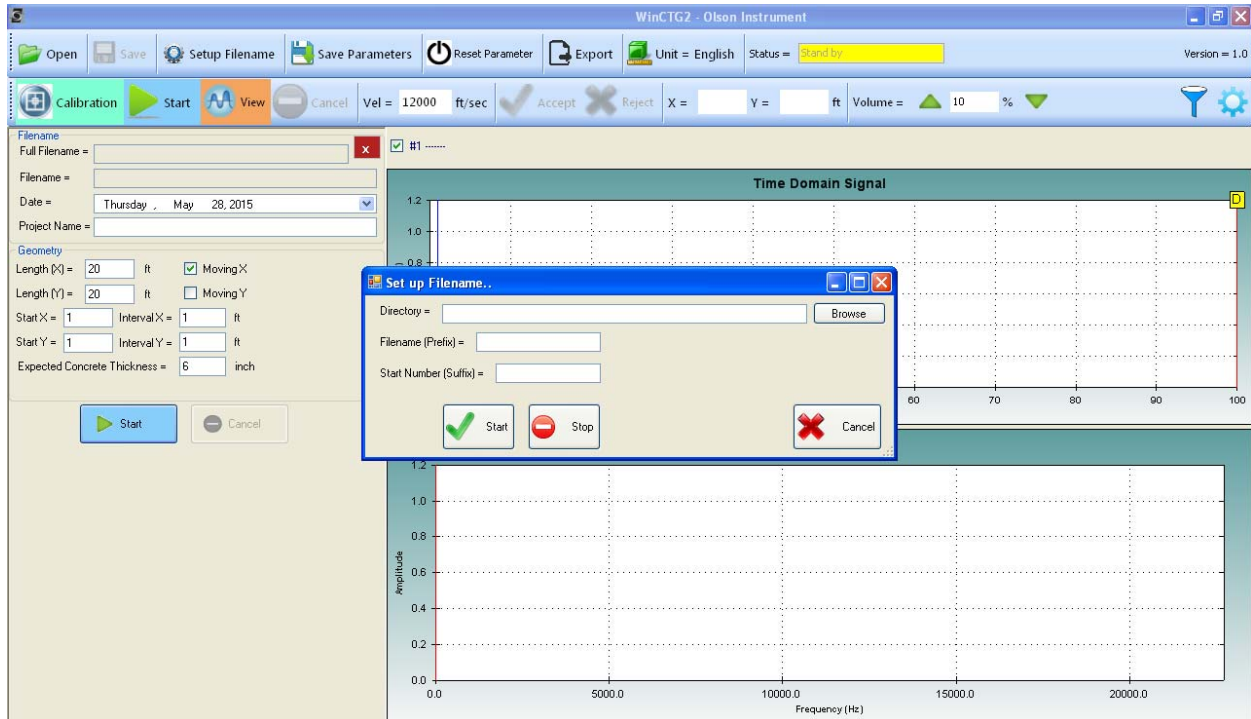 WinCTG2 - Olson Instrument
Open Save Setup Filename Save Parameters Reset Parameter Export Unit = English Status = Stand by Version = 1.0
Calibration Start View Cancel Vel = 12000 ft/sec Accept Reject X = Y = ft Volume = 10 %
Filename
Full Filename = x
Filename =
Date = Thursday , May 28, 2015
Project Name =
Geometry
Length (X) = 20 ft Moving X
Length (Y) = 20 ft Moving Y
Start X = 1 Interval X = 1 ft
Start Y = 1 Interval Y = 1 ft
Expected Concrete Thickness = 6 inch
Start Cancel
#1 -------
Time Domain Signal
D
1.2
1.0
0.8
60 70 80 90 100
Set up Filename..
Directory = Browse
Filename (Prefix) =
Start Number (Suffix) =
Start Stop Cancel
1.2
1.0
0.8
0.6
0.4
0.2
0.0
Amplitude
0.0 5000.0 10000.0 15000.0 20000.0
Frequency (Hz)